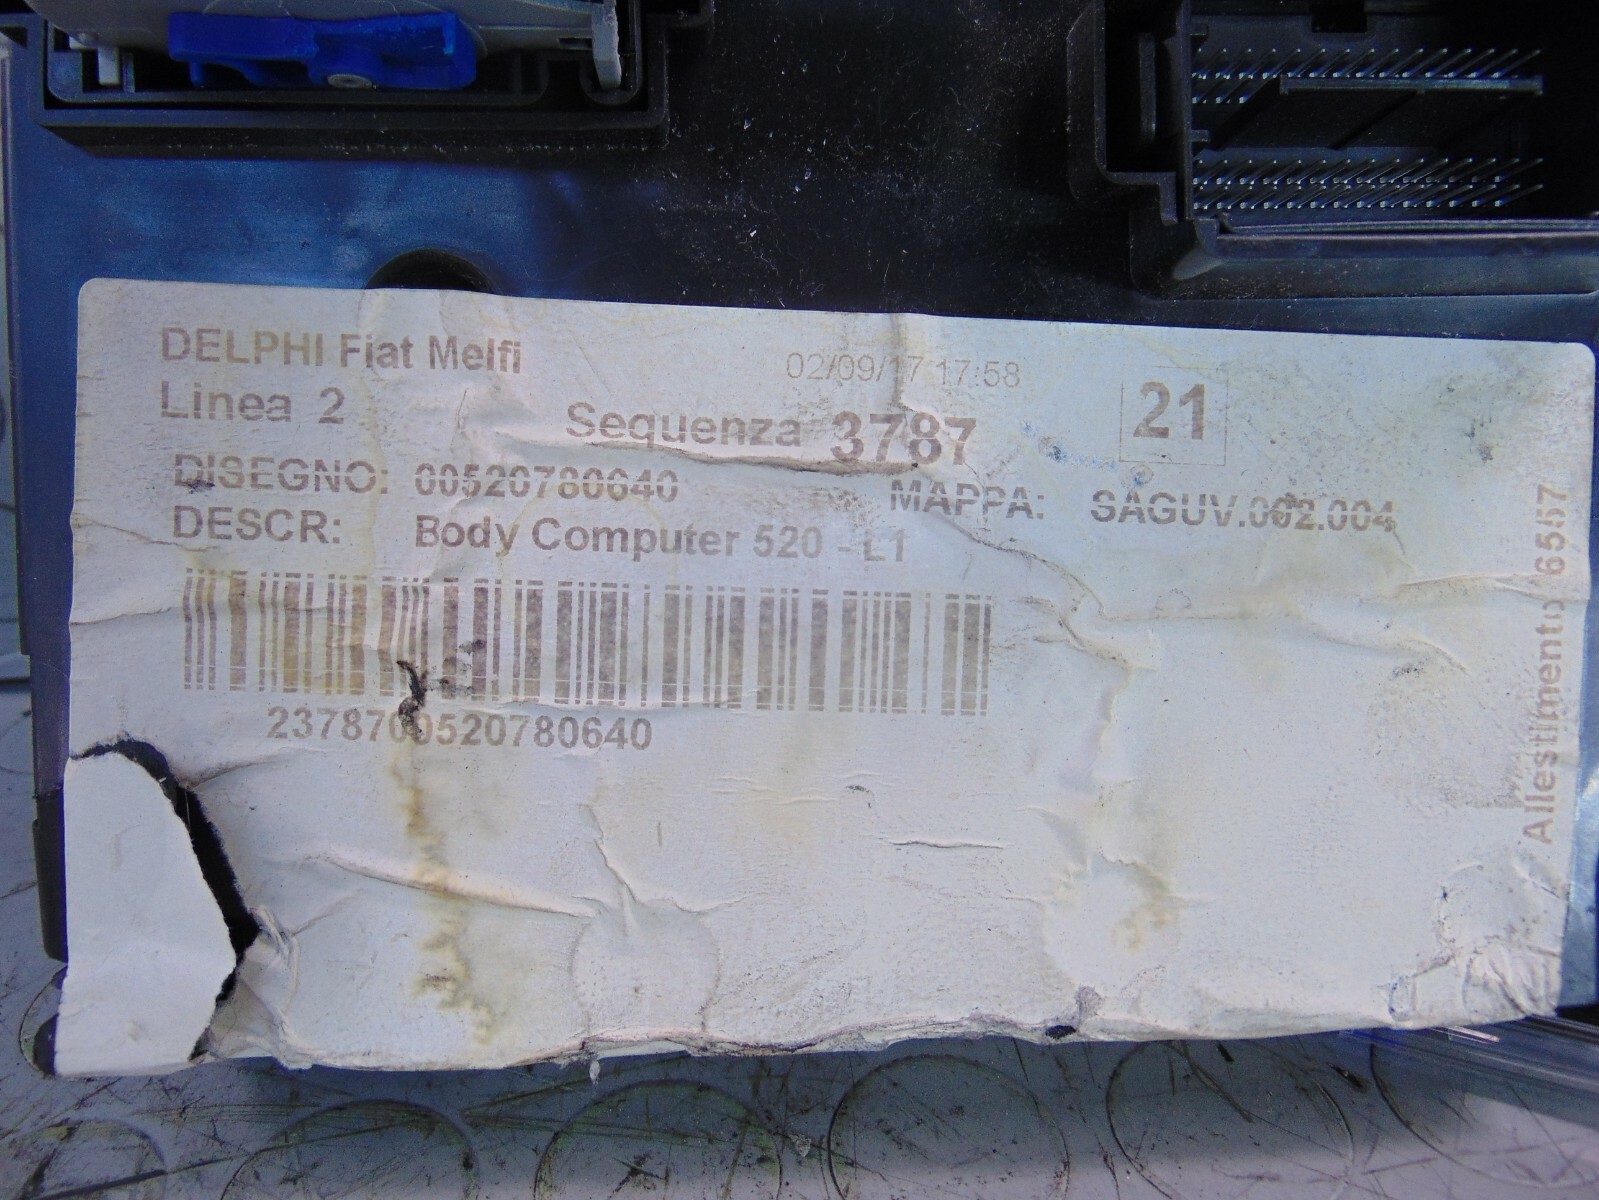 DELPHI Fiat Melfi
02/09/17 17:58
21
Linea 2
Sequenza 3787
DISEGNO: 00520780640
MAPPA: SAGUV.002.004
DESCR: Body Computer 520 - L1
2378700520780640
Allestimento 6557